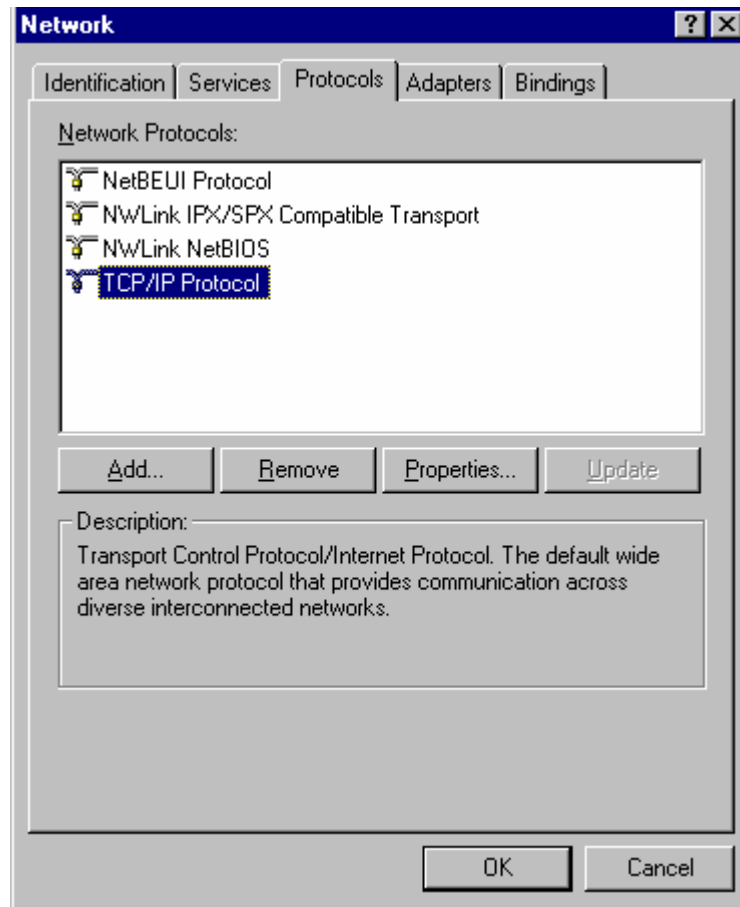 Network
Identification Services Protocols Adapters Bindings
Network Protocols:
NetBEUI Protocol
NWLink IPX/SPX Compatible Transport
NWLink NetBIOS
TCP/IP Protocol
Add... Remove Properties... Update
Description:
Transport Control Protocol/Internet Protocol. The default wide
area network protocol that provides communication across
diverse interconnected networks.
OK Cancel